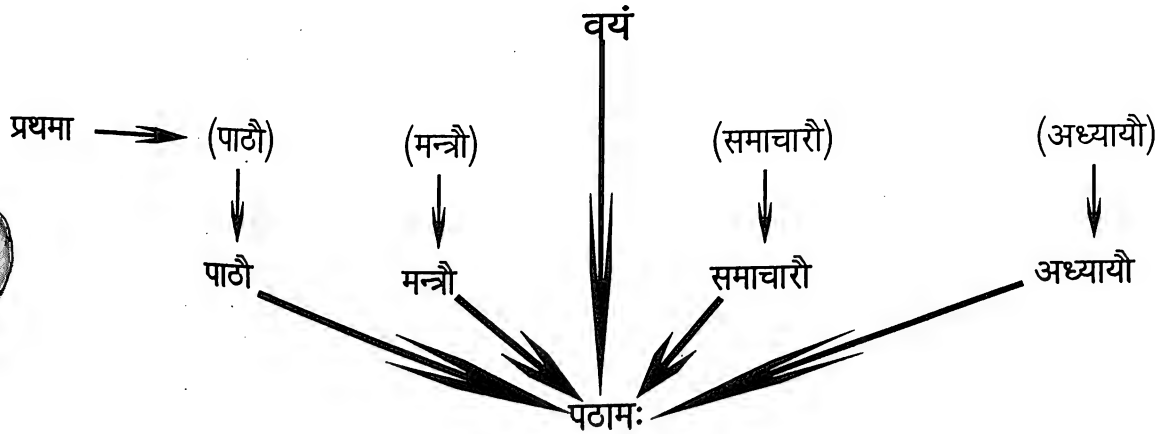 वयं
प्रथमा (पाठौ) (मन्त्रौ) (समाचारौ) (अध्यायौ)
पाठौ मन्त्रौ समाचारौ अध्यायौ
पठामः